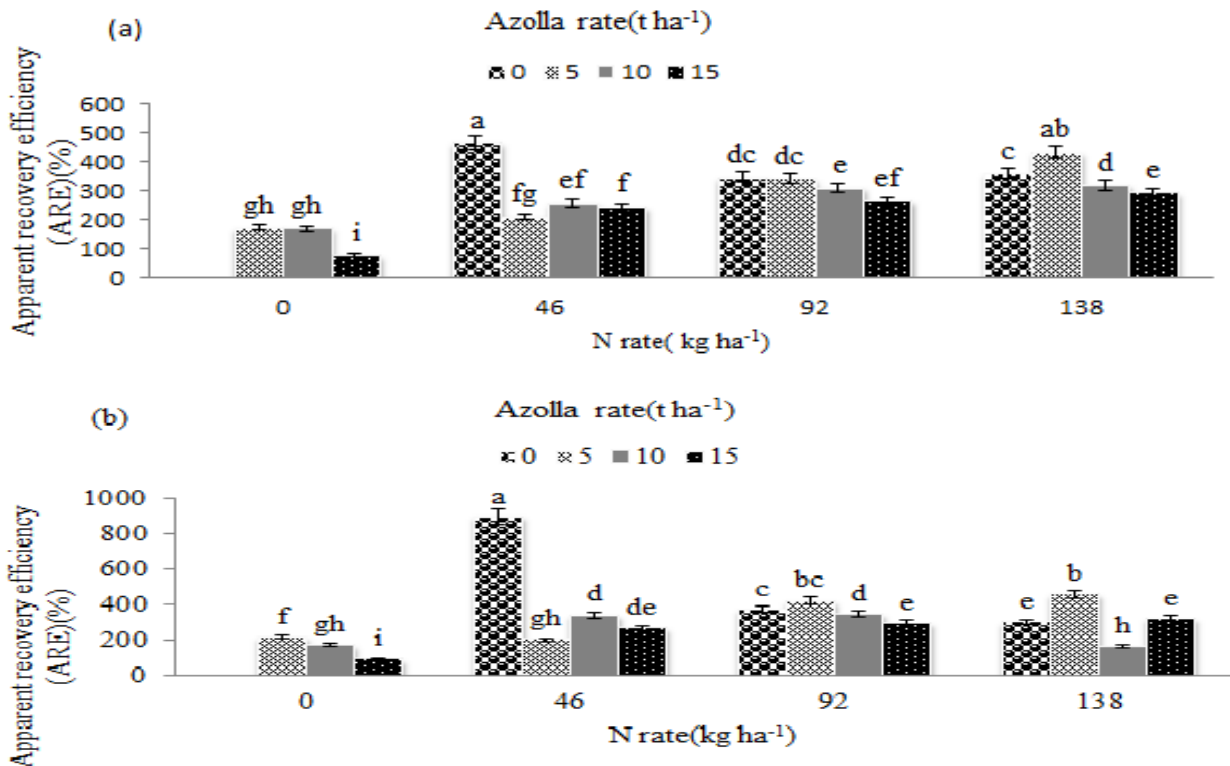 (a)
Azolla rate(t ha⁻¹)
0 5 10 15
Apparent recovery efficiency
(ARE)(%)
600
500
400
300
200
100
0
gh gh i
a fg ef f
dc dc e ef
c ab d e
0 46 92 138
N rate( kg ha⁻¹)
(b)
Azolla rate(t ha⁻¹)
0 5 10 15
Apparent recovery efficiency
(ARE)(%)
1000
800
600
400
200
0
f gh i
a gh d de
c bc d e
e b h e
0 46 92 138
N rate(kg ha⁻¹)